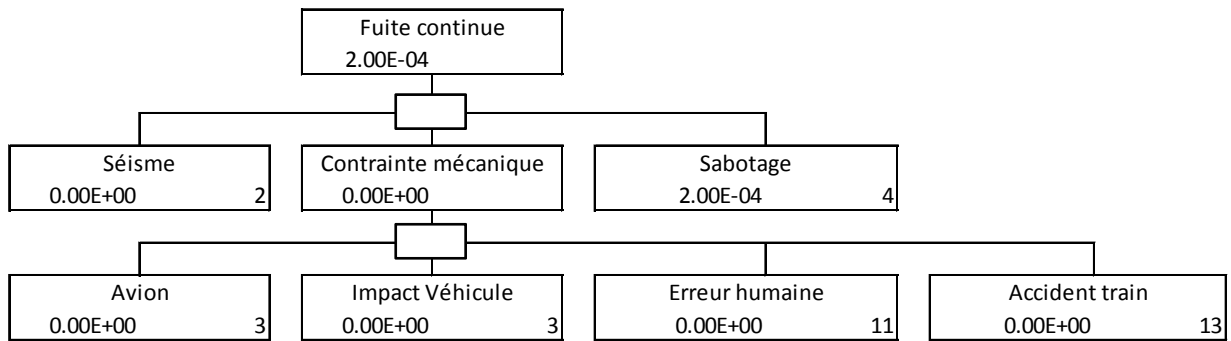 Fuite continue
2.00E-04
Séisme
0.00E+00 2
Contrainte mécanique
0.00E+00
Sabotage
2.00E-04 4
Avion
0.00E+00 3
Impact Véhicule
0.00E+00 3
Erreur humaine
0.00E+00 11
Accident train
0.00E+00 13